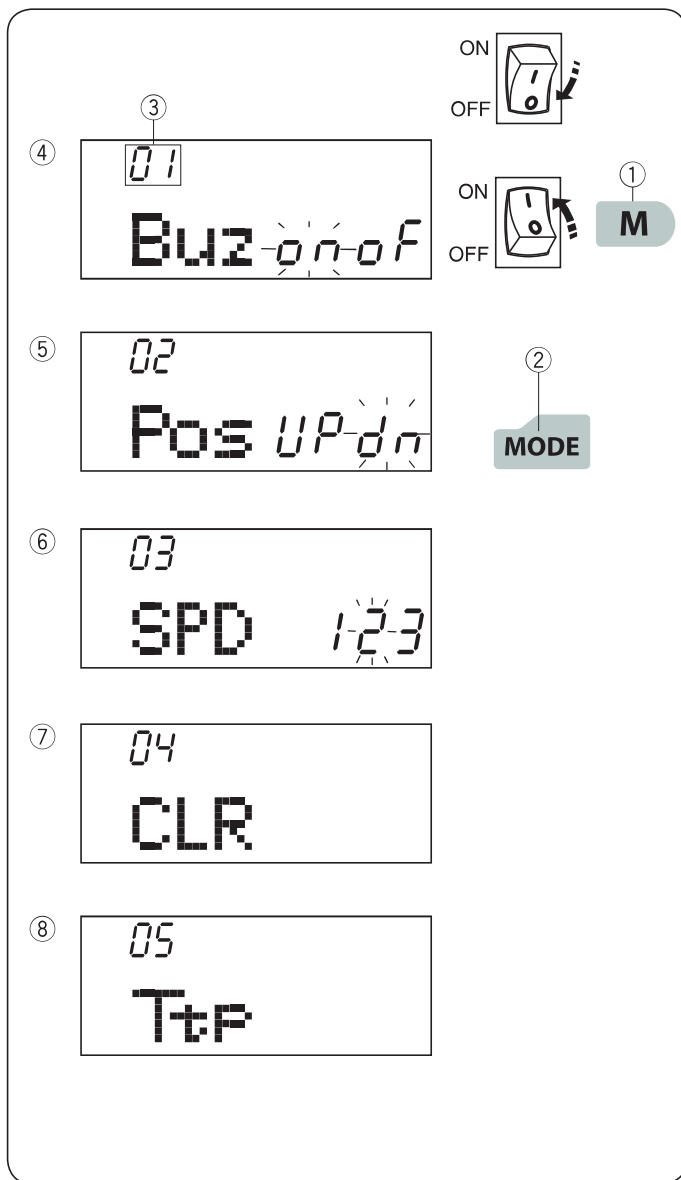 ON
OFF
③
④
01
Buz on oF
ON
OFF
①
M
⑤
02
Pos UP dn
②
MODE
⑥
03
SPD 1 2 3
⑦
04
CLR
⑧
05
Ttp